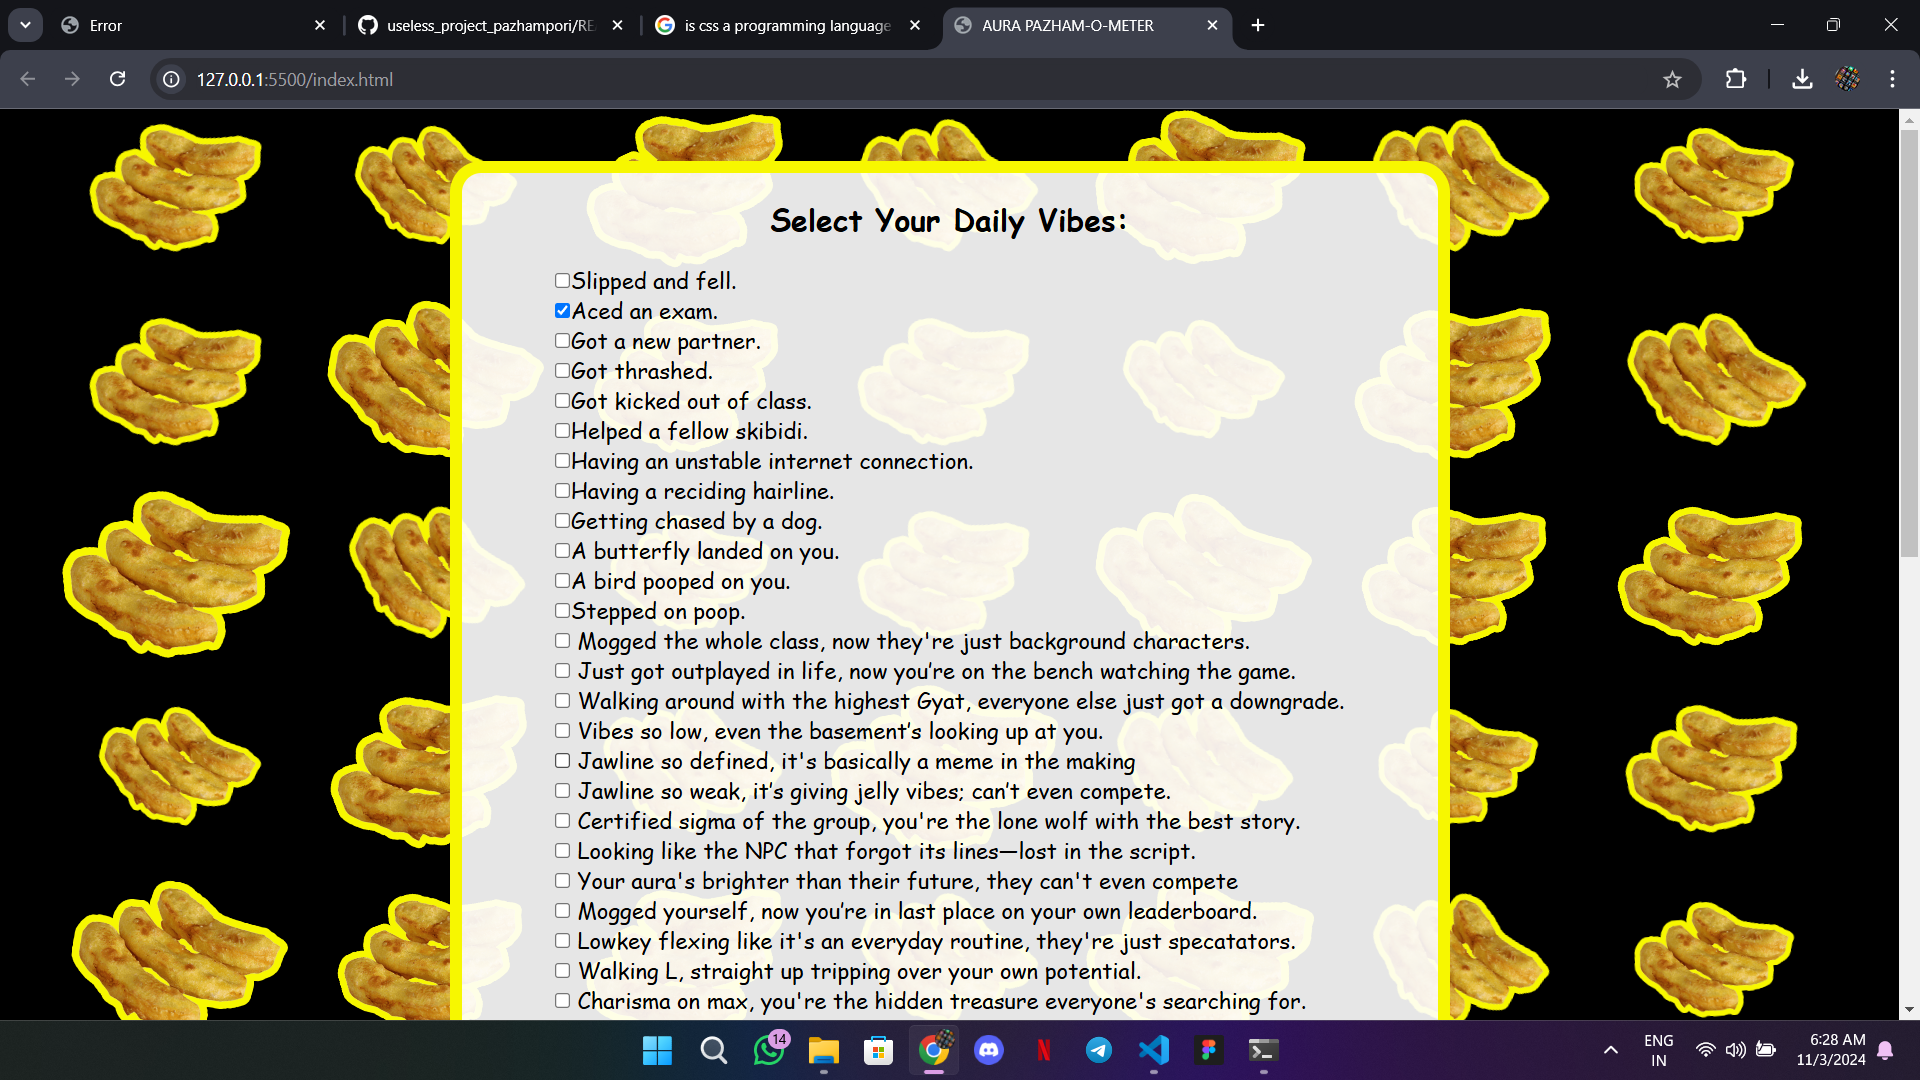 Error
useless_project_pazhampori/RE
is css a programming language
AURA PAZHAM-O-METER
127.0.0.1:5500/index.html
Select Your Daily Vibes:
Slipped and fell.
Aced an exam.
Got a new partner.
Got thrashed.
Got kicked out of class.
Helped a fellow skibidi.
Having an unstable internet connection.
Having a reciding hairline.
Getting chased by a dog.
A butterfly landed on you.
A bird pooped on you.
Stepped on poop.
Mogged the whole class, now they're just background characters.
Just got outplayed in life, now you’re on the bench watching the game.
Walking around with the highest Gyat, everyone else just got a downgrade.
Vibes so low, even the basement’s looking up at you.
Jawline so defined, it's basically a meme in the making
Jawline so weak, it’s giving jelly vibes; can’t even compete.
Certified sigma of the group, you're the lone wolf with the best story.
Looking like the NPC that forgot its lines—lost in the script.
Your aura's brighter than their future, they can't even compete
Mogged yourself, now you’re in last place on your own leaderboard.
Lowkey flexing like it's an everyday routine, they're just specatators.
Walking L, straight up tripping over your own potential.
Charisma on max, you're the hidden treasure everyone's searching for.
14
ENG
IN
6:28 AM
11/3/2024